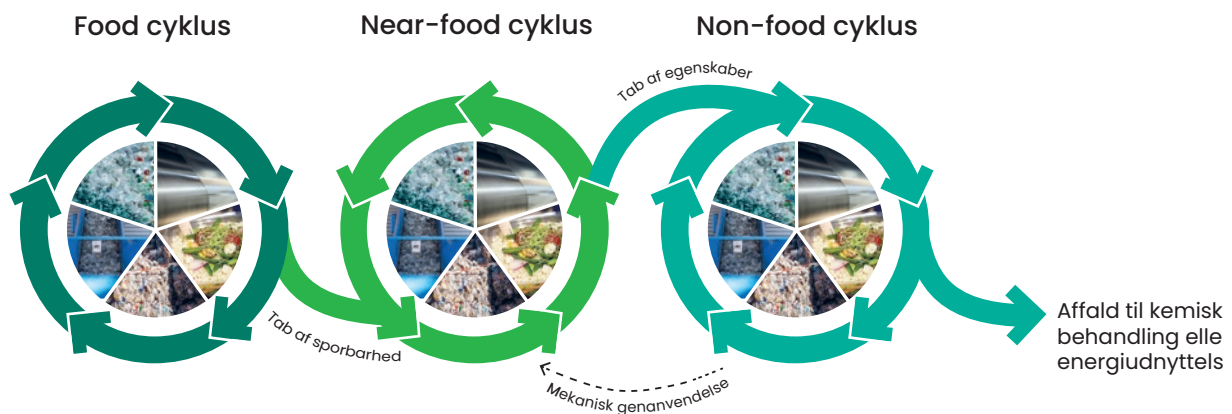 Food cyklus
Near-food cyklus
Non-food cyklus
Tab af egenskaber
Tab af sporbarhed
Mekanisk genanvendelse
Affald til kemisk
behandling elle
energiudnyttels